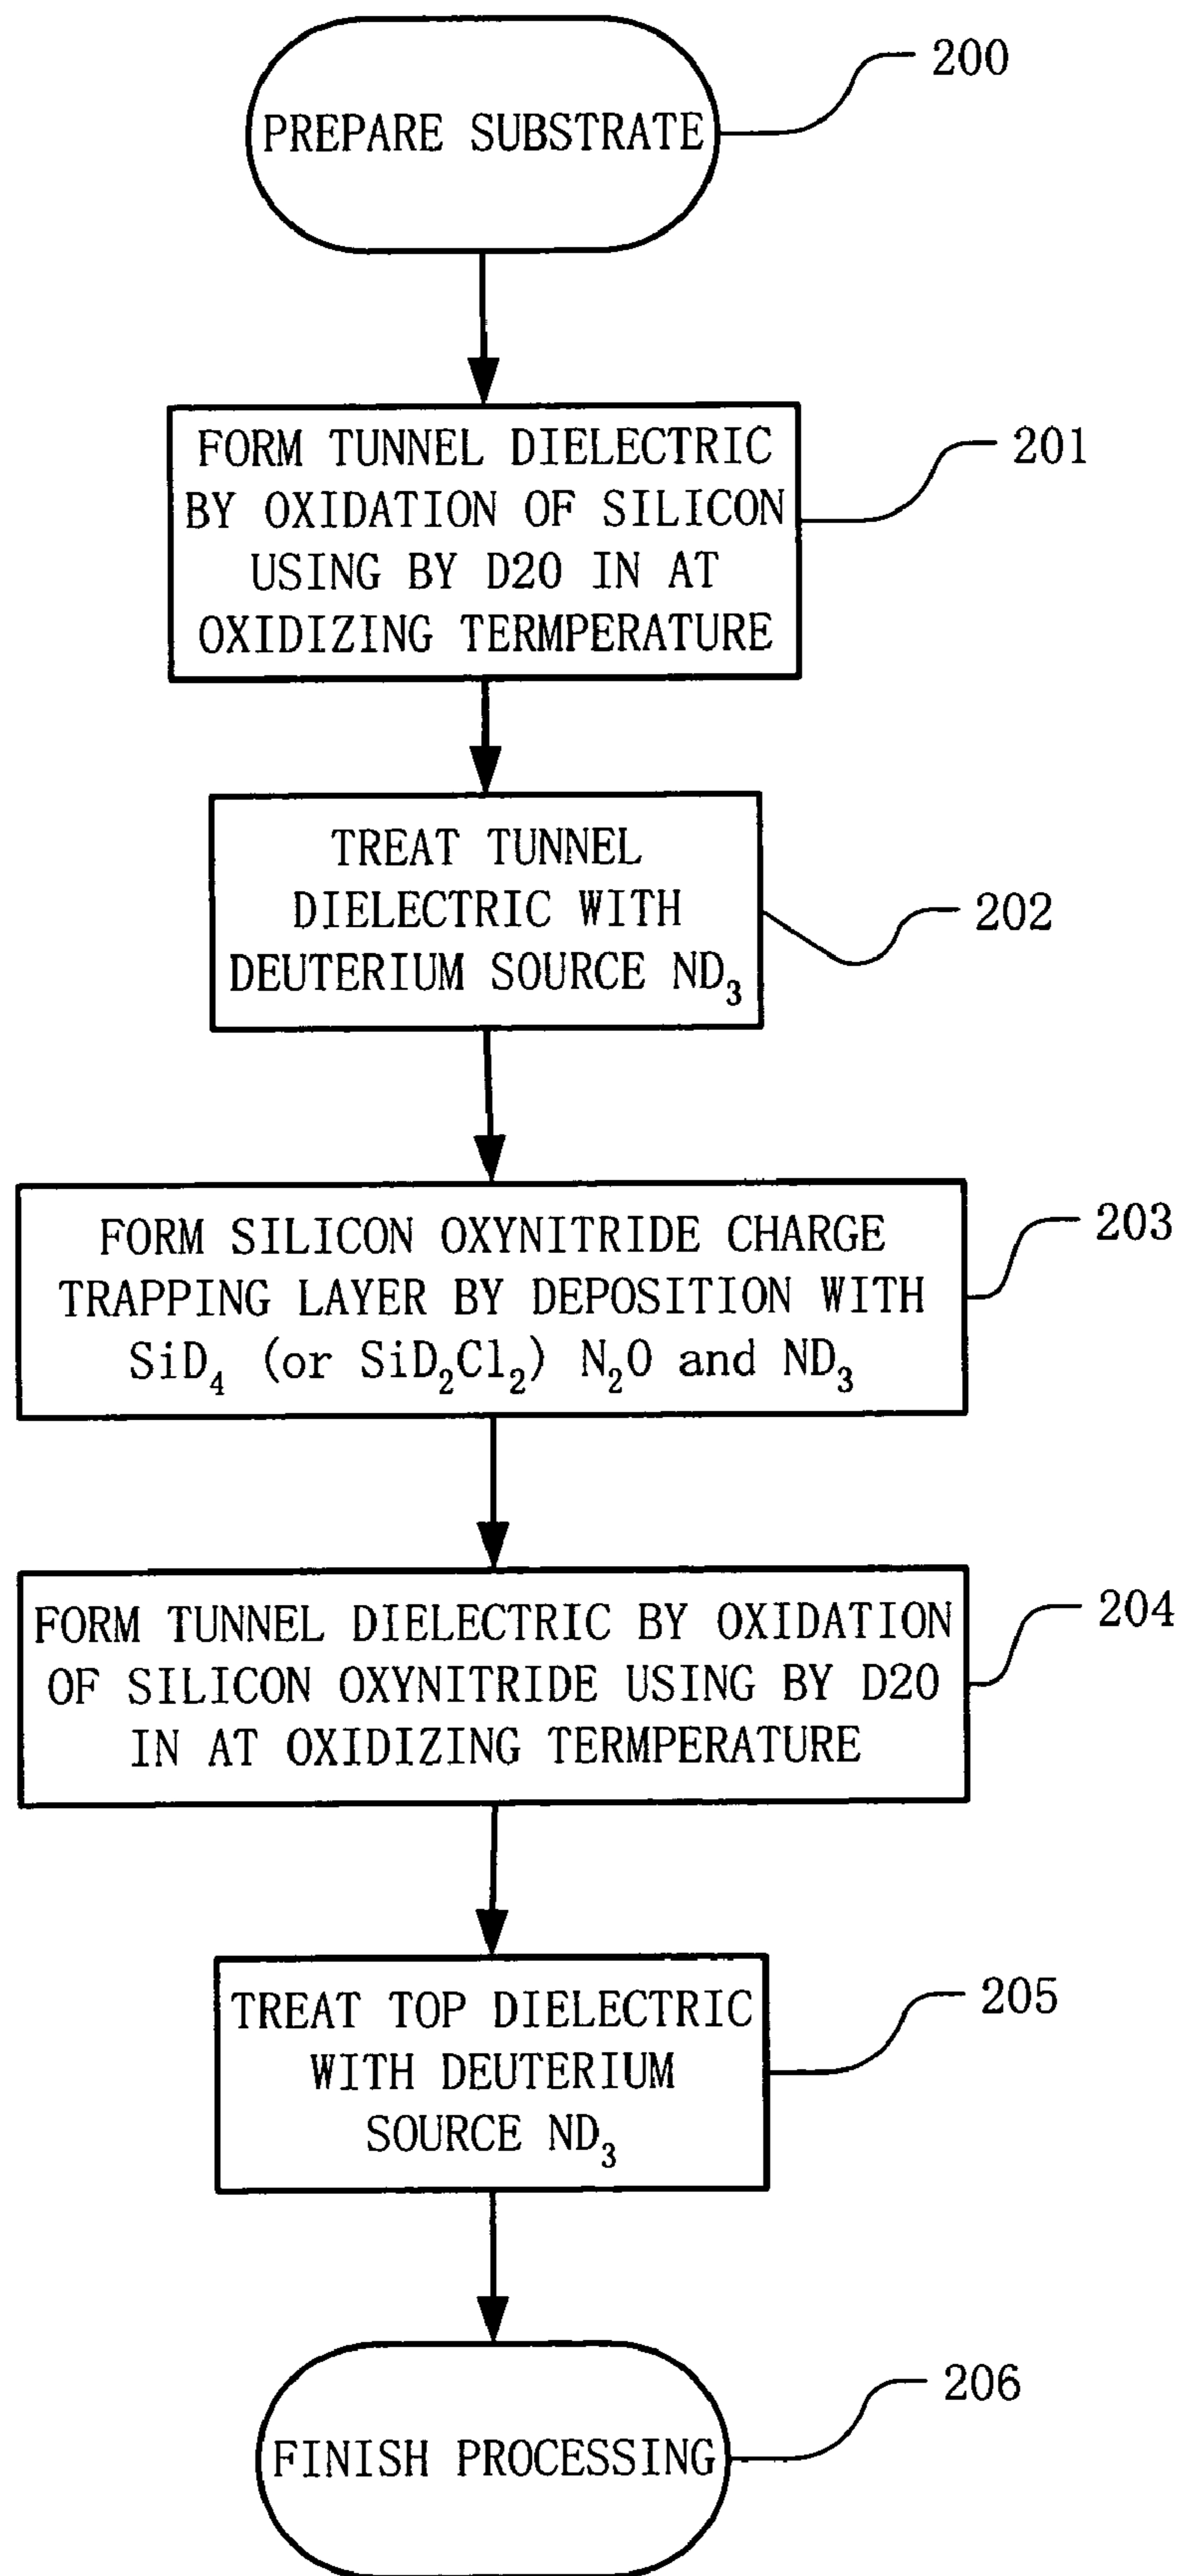 PREPARE SUBSTRATE
200
FORM TUNNEL DIELECTRIC
BY OXIDATION OF SILICON
USING BY D20 IN AT
OXIDIZING TERMPERATURE
201
TREAT TUNNEL
DIELECTRIC WITH
DEUTERIUM SOURCE ND₃
202
FORM SILICON OXYNITRIDE CHARGE
TRAPPING LAYER BY DEPOSITION WITH
SiD₄ (or SiD₂Cl₂) N₂O and ND₃
203
FORM TUNNEL DIELECTRIC BY OXIDATION
OF SILICON OXYNITRIDE USING BY D20
IN AT OXIDIZING TERMPERATURE
204
TREAT TOP DIELECTRIC
WITH DEUTERIUM
SOURCE ND₃
205
FINISH PROCESSING
206